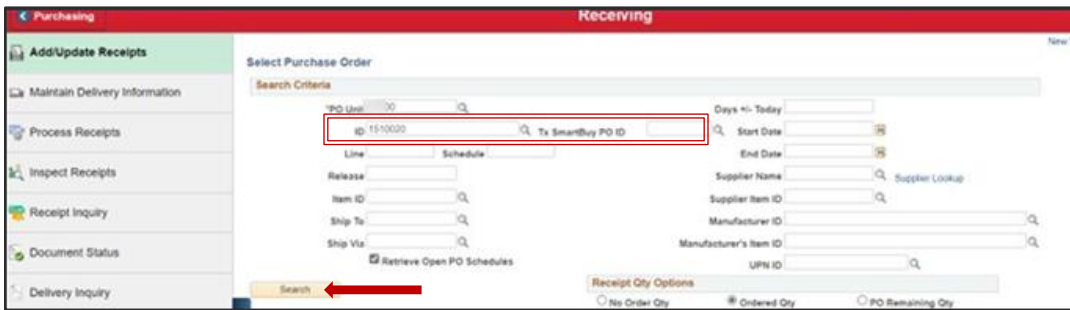 Purchasing
Receiving
New
Add/Update Receipts
Maintain Delivery Information
Process Receipts
Inspect Receipts
Receipt Inquiry
Document Status
Delivery Inquiry
Select Purchase Order
Search Criteria
*PO Unit
Days +/- Today
ID 1510020 Tx SmartBuy PO ID Start Date
Line Schedule End Date
Release Supplier Name Supplier Lookup
Item ID Supplier Item ID
Ship To Manufacturer ID
Ship Via Manufacturer's Item ID
Retrieve Open PO Schedules UPN ID
Search
Receipt Qty Options
No Order Qty Ordered Qty PO Remaining Qty